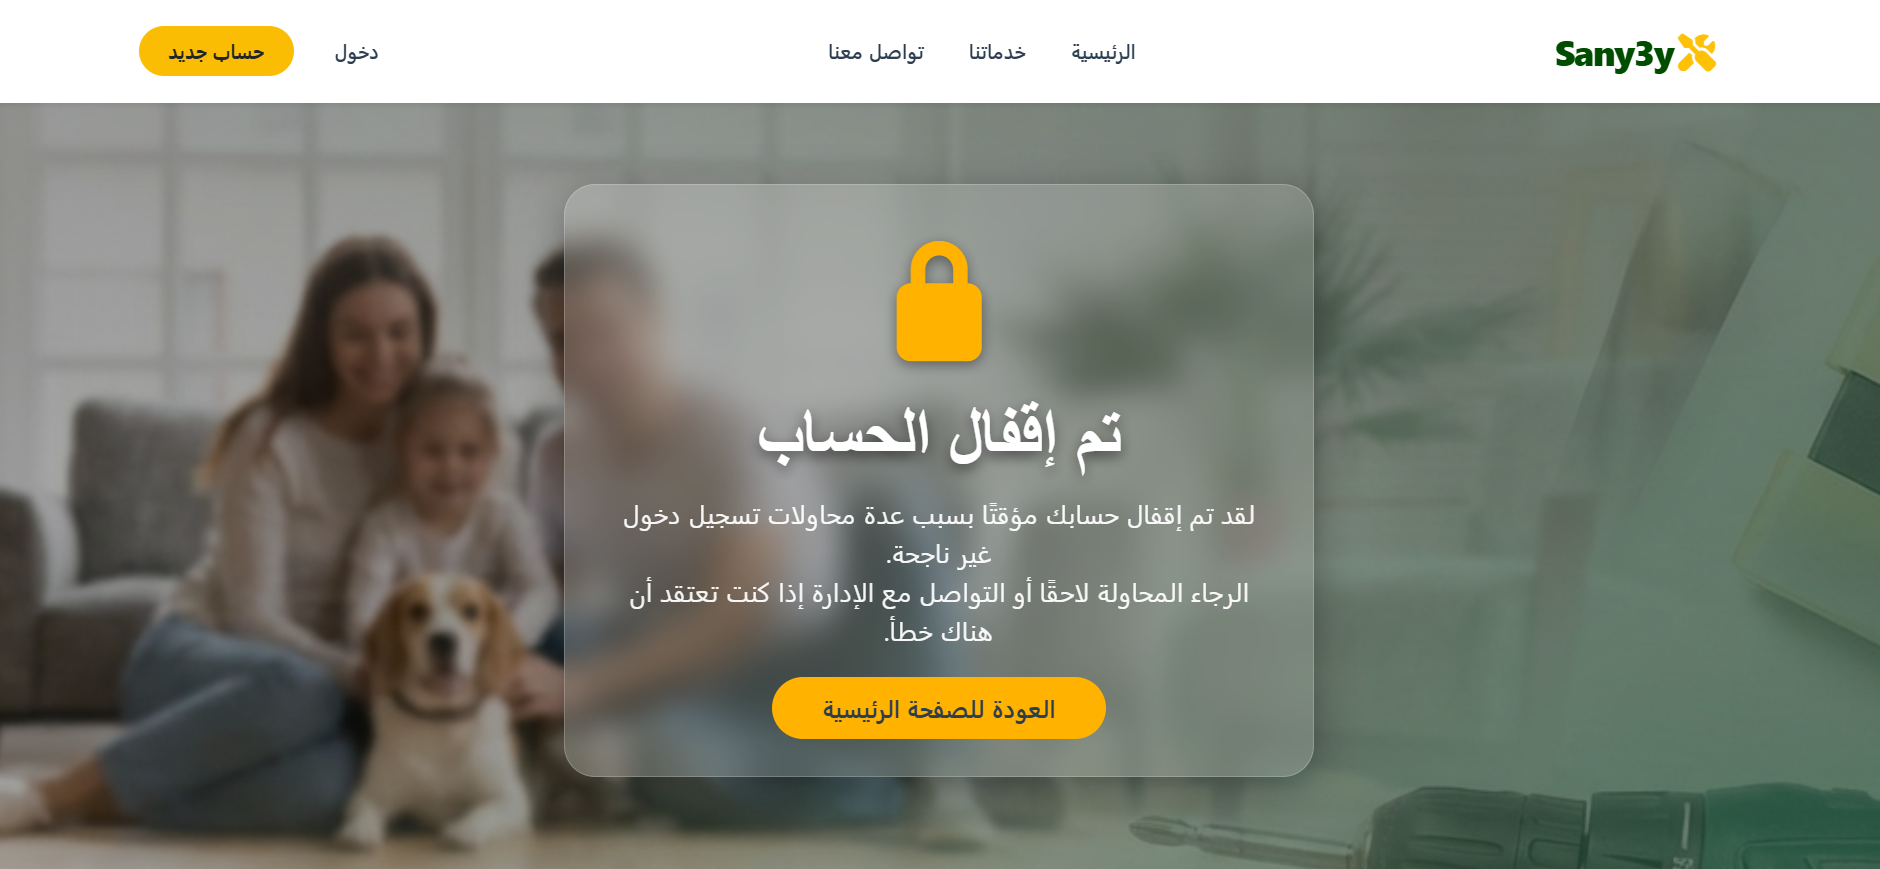 Sany3y
الرئيسية
خدماتنا
تواصل معنا
دخول
حساب جديد
تم إقفال الحساب
لقد تم إقفال حسابك مؤقتًا بسبب عدة محاولات تسجيل دخول
غير ناجحة.
الرجاء المحاولة لاحقًا أو التواصل مع الإدارة إذا كنت تعتقد أن
هناك خطأ.
العودة للصفحة الرئيسية